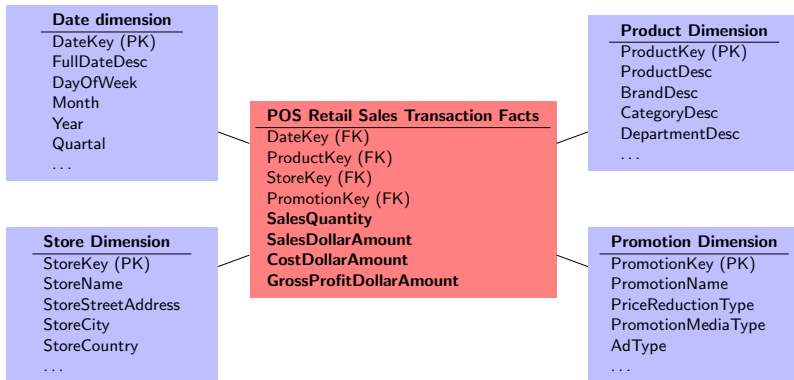 Date dimension
DateKey (PK)
FullDateDesc
DayOfWeek
Month
Year
Quartal
...
Product Dimension
ProductKey (PK)
ProductDesc
BrandDesc
CategoryDesc
DepartmentDesc
...
POS Retail Sales Transaction Facts
DateKey (FK)
ProductKey (FK)
StoreKey (FK)
PromotionKey (FK)
SalesQuantity
SalesDollarAmount
CostDollarAmount
GrossProfitDollarAmount
Store Dimension
StoreKey (PK)
StoreName
StoreStreetAddress
StoreCity
StoreCountry
...
Promotion Dimension
PromotionKey (PK)
PromotionName
PriceReductionType
PromotionMediaType
AdType
...